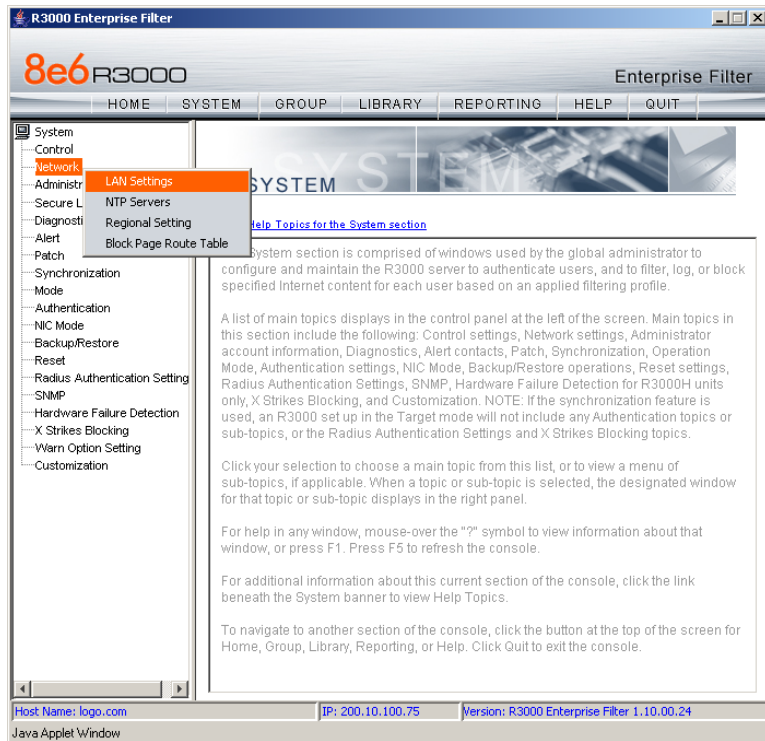 R3000 Enterprise Filter
8e6 R3000
Enterprise Filter
HOME SYSTEM GROUP LIBRARY REPORTING HELP QUIT
System
Control
Network
Administr
Secure L
Diagnosti
Alert
Patch
Synchronization
Mode
Authentication
NIC Mode
Backup/Restore
Reset
Radius Authentication Setting
SNMP
Hardware Failure Detection
X Strikes Blocking
Warn Option Setting
Customization
LAN Settings
NTP Servers
Regional Setting
Block Page Route Table
SYSTEM
SYSTEM
Help Topics for the System section
System section is comprised of windows used by the global administrator to
configure and maintain the R3000 server to authenticate users, and to filter, log, or block
specified Internet content for each user based on an applied filtering profile.
A list of main topics displays in the control panel at the left of the screen. Main topics in
this section include the following: Control settings, Network settings, Administrator
account information, Diagnostics, Alert contacts, Patch, Synchronization, Operation
Mode, Authentication settings, NIC Mode, Backup/Restore operations, Reset settings,
Radius Authentication Settings, SNMP, Hardware Failure Detection for R3000H units
only, X Strikes Blocking, and Customization. NOTE: If the synchronization feature is
used, an R3000 set up in the Target mode will not include any Authentication topics or
sub-topics, or the Radius Authentication Settings and X Strikes Blocking topics.
Click your selection to choose a main topic from this list, or to view a menu of
sub-topics, if applicable. When a topic or sub-topic is selected, the designated window
for that topic or sub-topic displays in the right panel.
For help in any window, mouse-over the "?" symbol to view information about that
window, or press F1. Press F5 to refresh the console.
For additional information about this current section of the console, click the link
beneath the System banner to view Help Topics.
To navigate to another section of the console, click the button at the top of the screen for
Home, Group, Library, Reporting, or Help. Click Quit to exit the console.
Host Name: logo.com
IP: 200.10.100.75
Version: R3000 Enterprise Filter 1.10.00.24
Java Applet Window